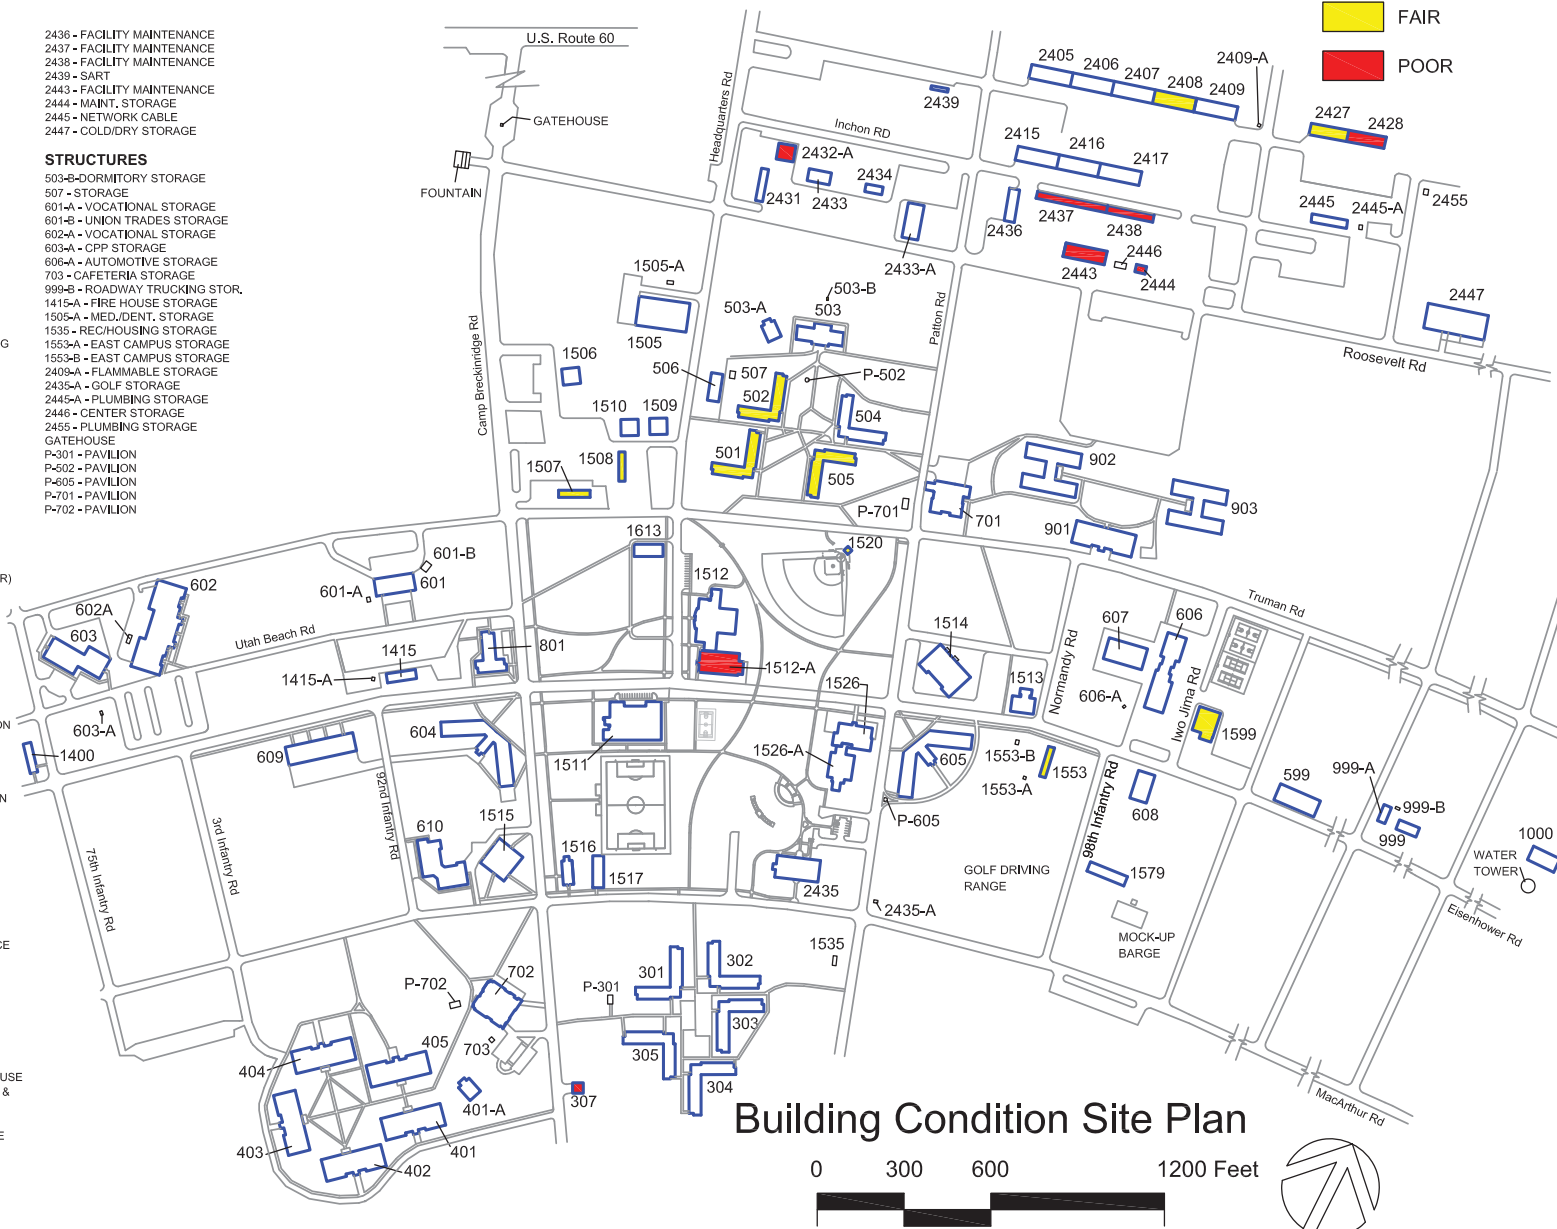 2436 - FACILITY MAINTENANCE
2437 - FACILITY MAINTENANCE
2438 - FACILITY MAINTENANCE
2439 - SART
2443 - FACILITY MAINTENANCE
2444 - MAINT. STORAGE
2445 - NETWORK CABLE
2447 - COLD/DRY STORAGE
STRUCTURES
503-B-DORMITORY STORAGE
507 - STORAGE
601-A - VOCATIONAL STORAGE
601-B - UNION TRADES STORAGE
602-A - VOCATIONAL STORAGE
603-A - CPP STORAGE
606-A - AUTOMOTIVE STORAGE
703 - CAFETERIA STORAGE
999-B - ROADWAY TRUCKING STOR.
1415-A - FIRE HOUSE STORAGE
1505-A - MED./DENT. STORAGE
1535 - REC/HOUSING STORAGE
1553-A - EAST CAMPUS STORAGE
1553-B - EAST CAMPUS STORAGE
2409-A - FLAMMABLE STORAGE
2435-A - GOLF STORAGE
2445-A - PLUMBING STORAGE
2446 - CENTER STORAGE
2455 - PLUMBING STORAGE
GATEHOUSE
P-301 - PAVILION
P-502 - PAVILION
P-605 - PAVILION
P-701 - PAVILION
P-702 - PAVILION
G
R)
ON
N
CE
USE
&
E
FAIR
POOR
U.S. Route 60
GATEHOUSE
FOUNTAIN
Headquarters Rd
Inchon RD
Camp Breckinridge Rd
Patton Rd
Roosevelt Rd
2405
2406
2407
2408
2409
2409-A
2439
2427
2428
2415
2416
2417
2432-A
2431
2433
2434
2433-A
2436
2437
2438
2443
2446
2444
2445
2445-A
2455
2447
1505-A
1505
503-A
503-B
503
1506
506
507
P-502
502
504
1510
1509
501
505
1507
1508
P-701
701
902
903
901
1613
1520
601-B
601
601-A
602
602A
603
Utah Beach Rd
1512
1512-A
801
1415
1415-A
603-A
1400
1514
1513
1526
1526-A
Normandy Rd
Truman Rd
607
606
606-A
Iwo Jima Rd
1599
604
609
1511
605
P-605
1553-B
1553-A
1553
98th Infantry Rd
608
599
999-A
999-B
999
1000
WATER
TOWER
75th Infantry Rd
3rd Infantry Rd
92nd Infantry Rd
610
1515
1516
1517
2435
2435-A
GOLF DRIVING
RANGE
1579
MOCK-UP
BARGE
Eisenhower Rd
MacArthur Rd
P-702
702
703
P-301
301
302
303
304
305
307
1535
404
405
403
401-A
401
402
Building Condition Site Plan
0 300 600 1200 Feet